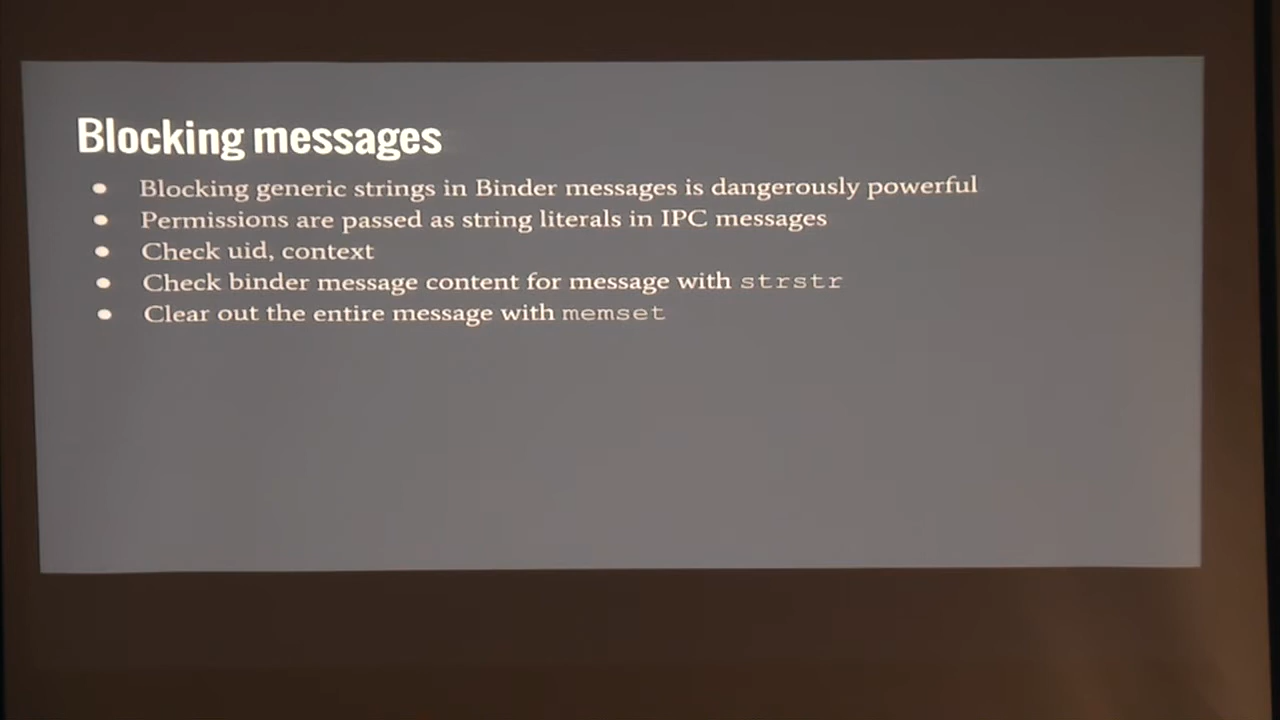 Blocking messages
● Blocking generic strings in Binder messages is dangerously powerful
● Permissions are passed as string literals in IPC messages
● Check uid, context
● Check binder message content for message with strstr
● Clear out the entire message with memset